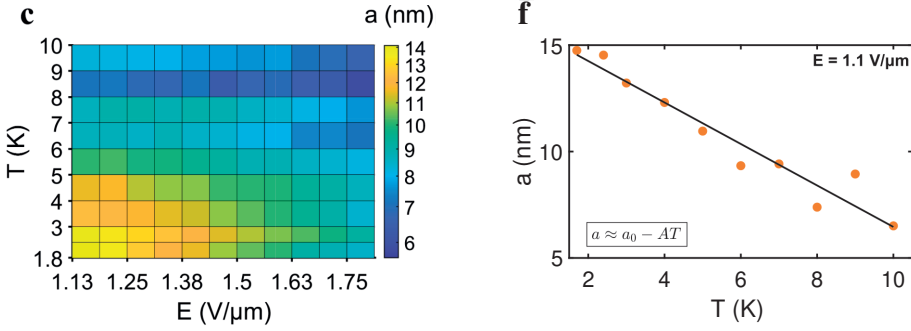 c
a (nm)
T (K)
10
9
8
7
6
5
4
3
1.8
1.13 1.25 1.38 1.5 1.63 1.75
E (V/μm)
14
13
12
11
10
9
8
7
6
f
E = 1.1 V/μm
a (nm)
15
10
5
a ≈ a₀ − AT
2 4 6 8 10
T (K)